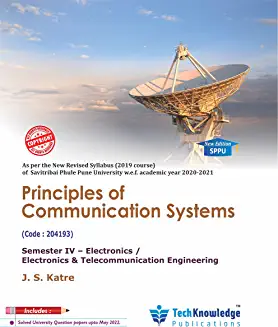 COPYRIGHT
New Edition
SPPU
As per the New Revised Syllabus (2019 course)
of Savitribai Phule Pune University w.e.f. academic year 2020-2021
Principles of
Communication Systems
(Code : 204193)
Semester IV – Electronics /
Electronics & Telecommunication Engineering
J. S. Katre
Includes :
Solved University Question papers upto May 2022.
TechKnowledge
Publications